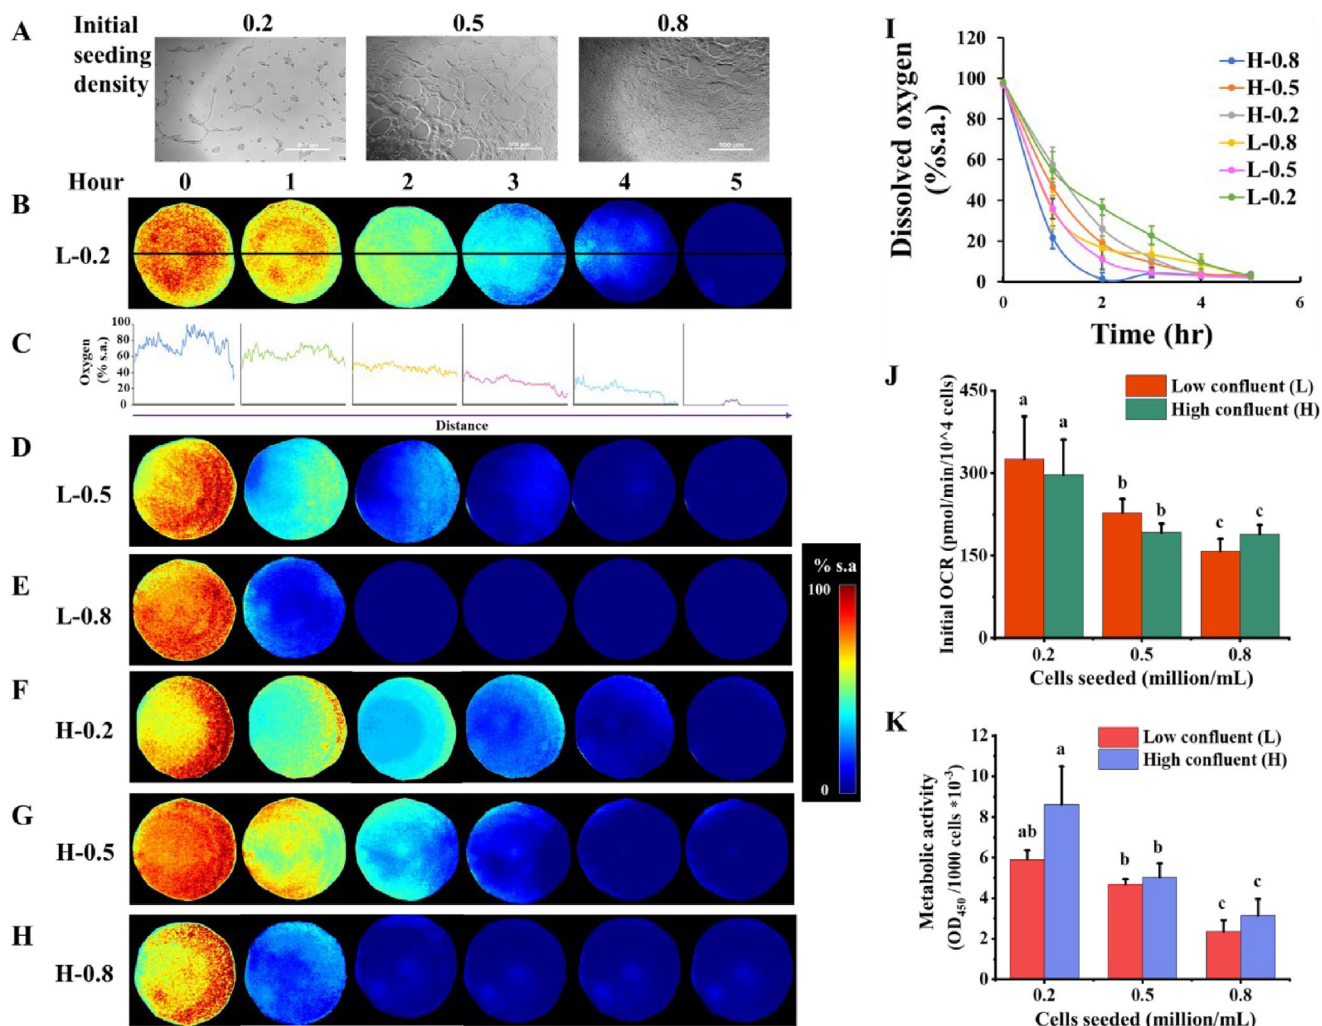 A
Initial seeding density
0.2 0.5 0.8
500 µm
Hour 0 1 2 3 4 5
B
L-0.2
C
Oxygen (% s.a.)
100
80
60
40
20
0
Distance
D
L-0.5
E
L-0.8
F
H-0.2
G
H-0.5
H
H-0.8
% s.a
100
0
I
Dissolved oxygen (%s.a.)
120
100
80
60
40
20
0
0 2 4 6
Time (hr)
H-0.8
H-0.5
H-0.2
L-0.8
L-0.5
L-0.2
J
Initial OCR (pmol/min/10^4 cells)
450
300
150
0
Low confluent (L)
High confluent (H)
a a b b c c
0.2 0.5 0.8
Cells seeded (million/mL)
K
Metabolic activity
(OD450 /1000 cells *10-3)
12
10
8
6
4
2
0
Low confluent (L)
High confluent (H)
ab a b b c c
0.2 0.5 0.8
Cells seeded (million/mL)